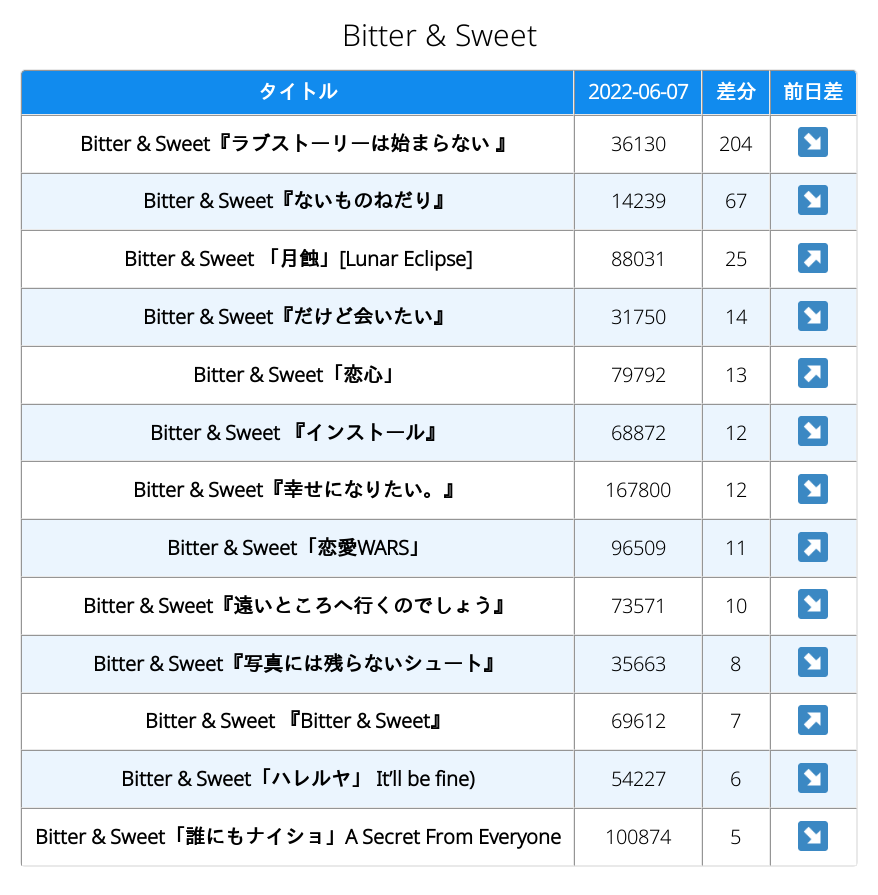 Bitter & Sweet
タイトル 2022-06-07 差分 前日差
Bitter & Sweet『ラブストーリーは始まらない 』 36130 204 ↘
Bitter & Sweet『ないものねだり』 14239 67 ↘
Bitter & Sweet 「月蝕」[Lunar Eclipse] 88031 25 ↗
Bitter & Sweet『だけど会いたい』 31750 14 ↘
Bitter & Sweet「恋心」 79792 13 ↗
Bitter & Sweet 『インストール』 68872 12 ↘
Bitter & Sweet『幸せになりたい。』 167800 12 ↘
Bitter & Sweet「恋愛WARS」 96509 11 ↗
Bitter & Sweet『遠いところへ行くのでしょう』 73571 10 ↘
Bitter & Sweet『写真には残らないシュート』 35663 8 ↘
Bitter & Sweet 『Bitter & Sweet』 69612 7 ↗
Bitter & Sweet「ハレルヤ」 It'll be fine) 54227 6 ↘
Bitter & Sweet「誰にもナイショ」A Secret From Everyone 100874 5 ↘